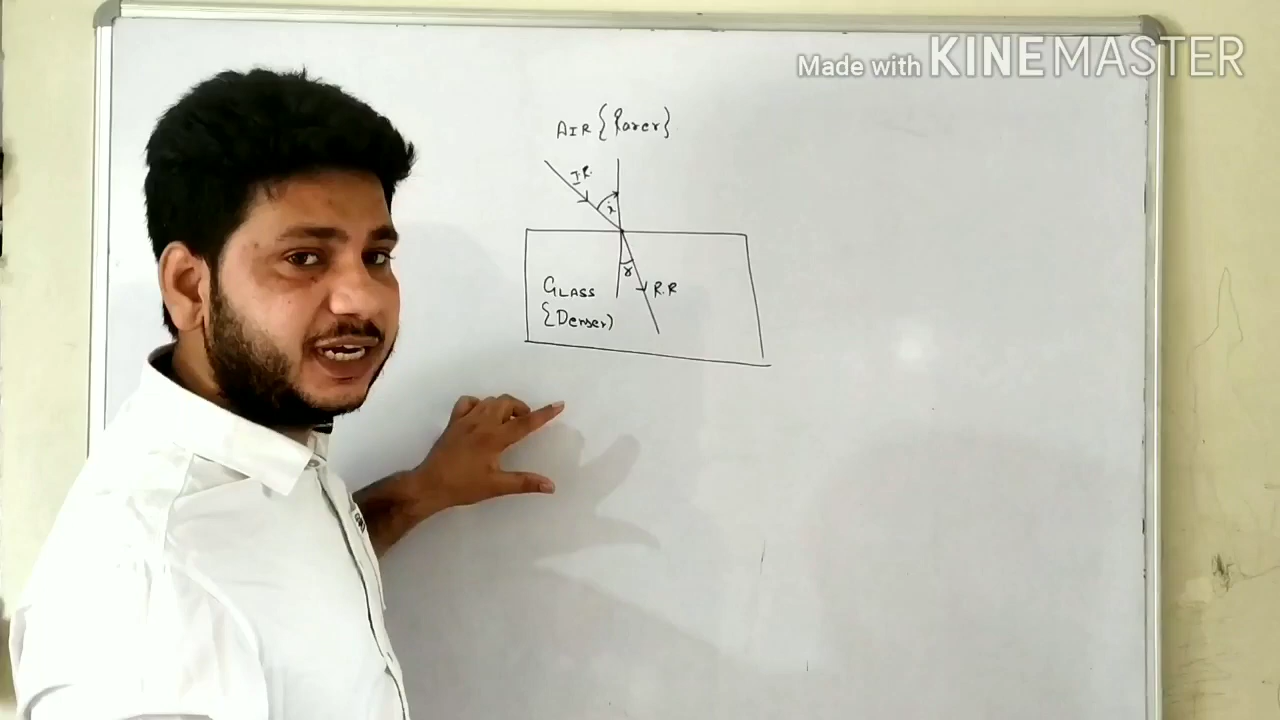 Made with KINEMASTER
AIR {Rarer}
I.R.
i
r
GLASS
R.R
{Denser)